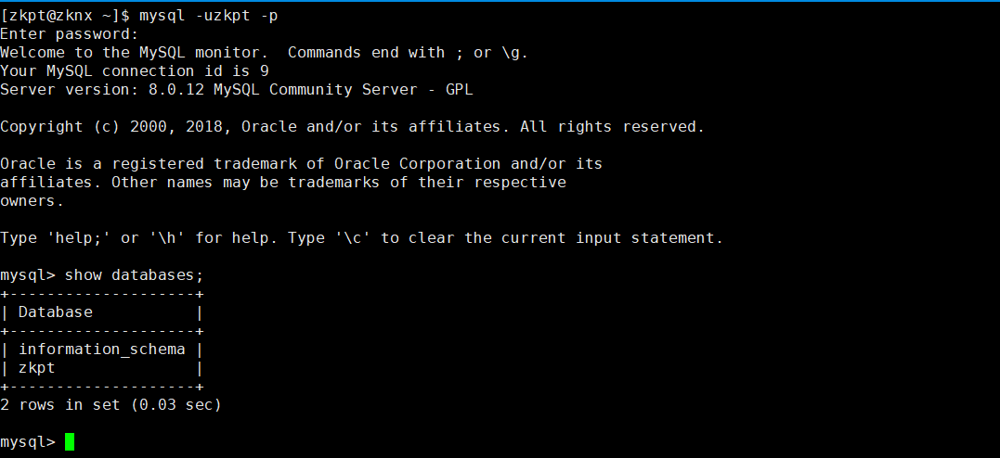 [zkpt@zknx ~]$ mysql -uzkpt -p
Enter password:
Welcome to the MySQL monitor.  Commands end with ; or \g.
Your MySQL connection id is 9
Server version: 8.0.12 MySQL Community Server - GPL

Copyright (c) 2000, 2018, Oracle and/or its affiliates. All rights reserved.

Oracle is a registered trademark of Oracle Corporation and/or its
affiliates. Other names may be trademarks of their respective
owners.

Type 'help;' or '\h' for help. Type '\c' to clear the current input statement.

mysql> show databases;
+--------------------+
| Database           |
+--------------------+
| information_schema |
| zkpt               |
+--------------------+
2 rows in set (0.03 sec)

mysql>